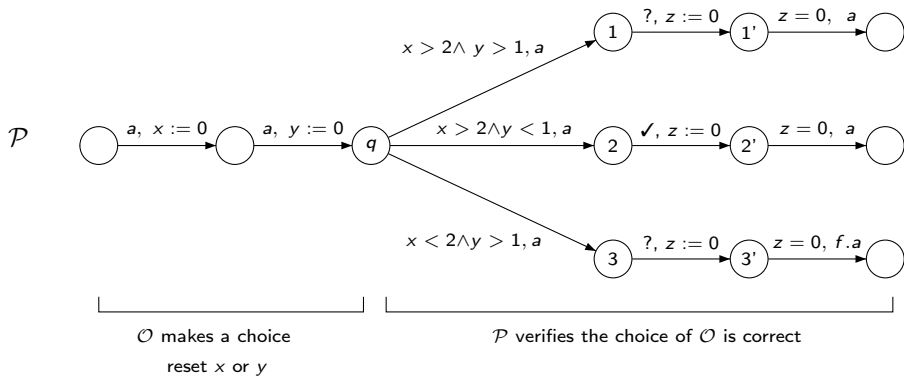 ?, z := 0
z = 0, a
1
1'
x > 2∧ y > 1, a
𝒫
a, x := 0
a, y := 0
q
x > 2∧y < 1, a
2
✓, z := 0
2'
z = 0, a
x < 2∧y > 1, a
3
?, z := 0
3'
z = 0, f.a
𝒪 makes a choice
reset x or y
𝒫 verifies the choice of 𝒪 is correct